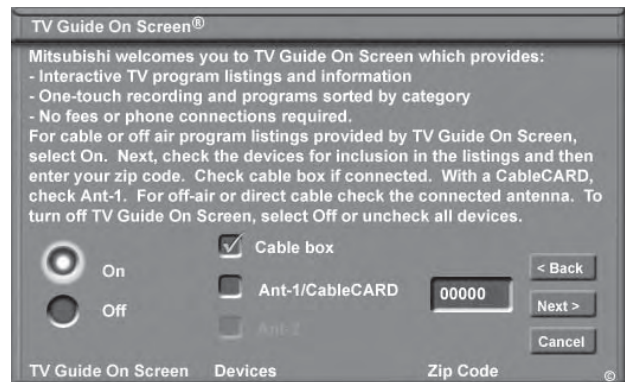 TV Guide On Screen®
Mitsubishi welcomes you to TV Guide On Screen which provides:
- Interactive TV program listings and information
- One-touch recording and programs sorted by category
- No fees or phone connections required.
For cable or off air program listings provided by TV Guide On Screen,
select On. Next, check the devices for inclusion in the listings and then
enter your zip code. Check cable box if connected. With a CableCARD,
check Ant-1. For off-air or direct cable check the connected antenna. To
turn off TV Guide On Screen, select Off or uncheck all devices.
On
Off
Cable box
Ant-1/CableCARD
Ant-2
00000
< Back
Next >
Cancel
TV Guide On Screen
Devices
Zip Code
©